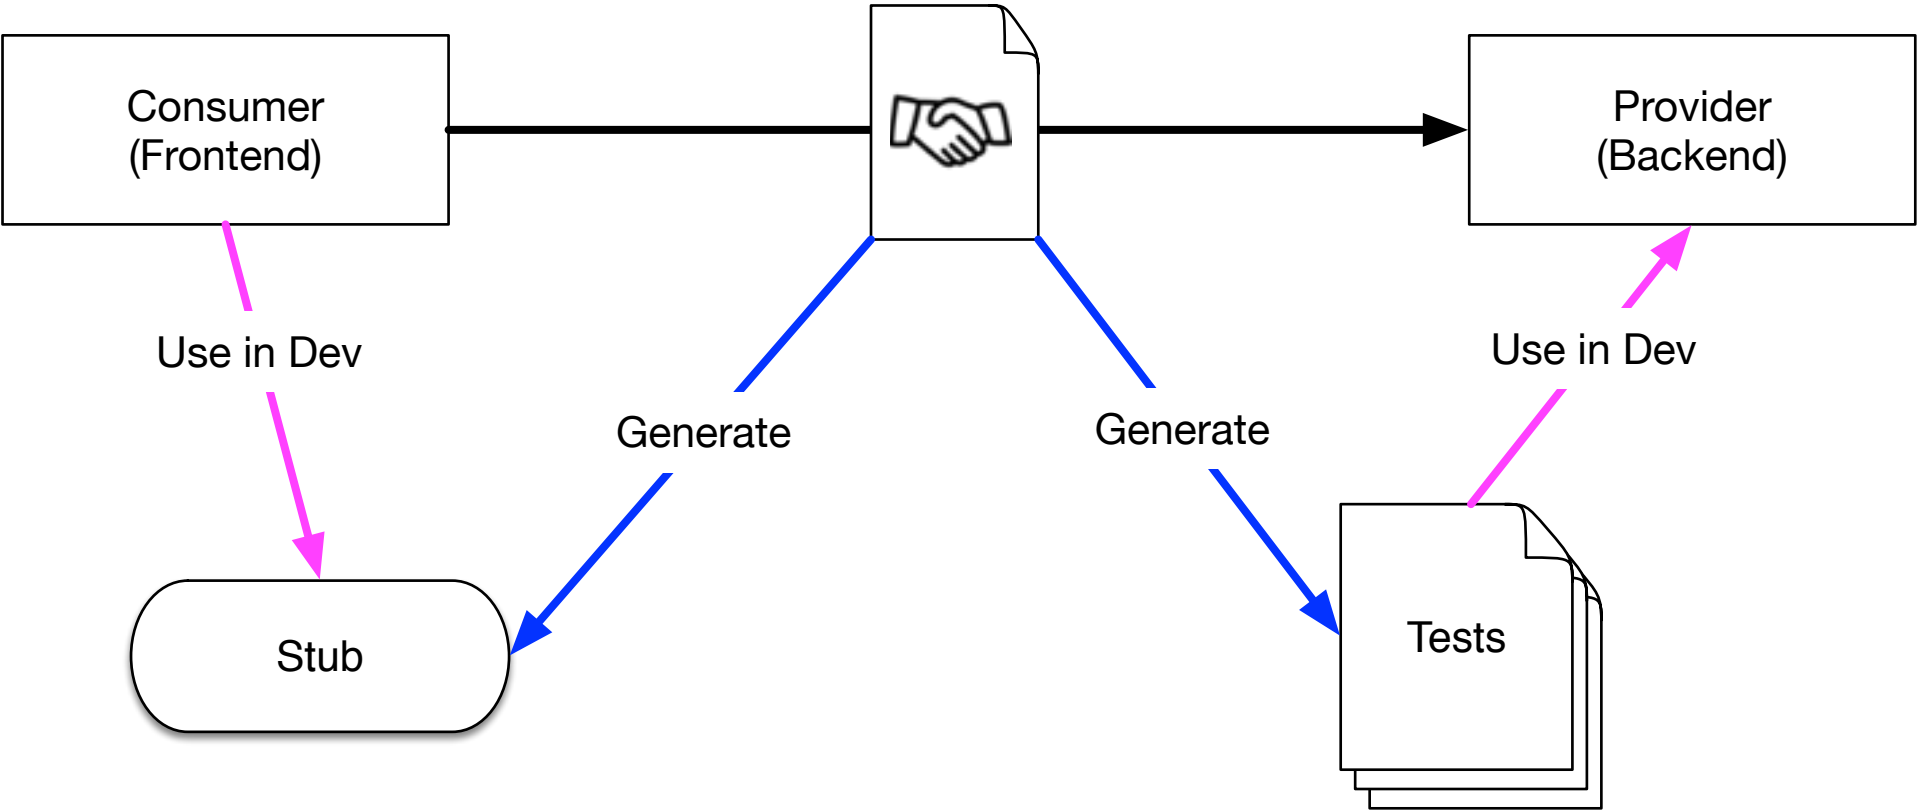 Consumer
(Frontend)
Provider
(Backend)
Use in Dev
Use in Dev
Generate
Generate
Stub
Tests